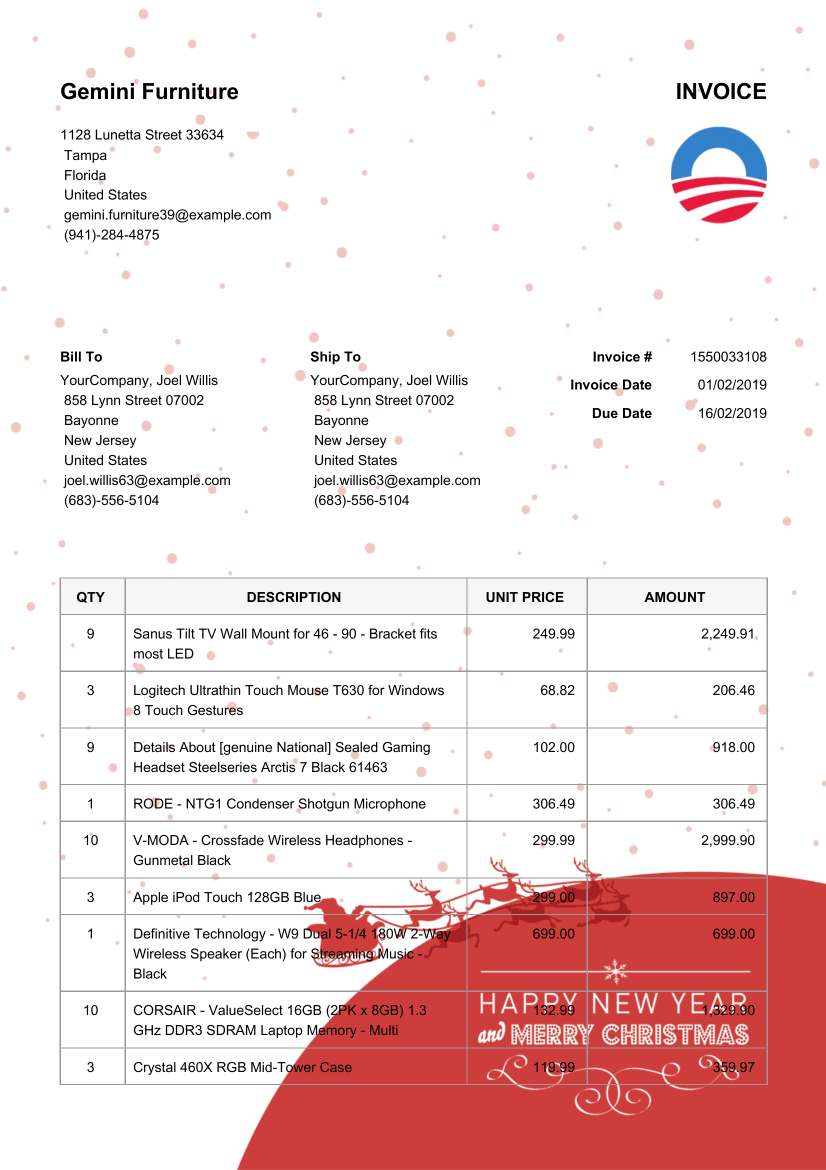 Gemini Furniture
INVOICE
1128 Lunetta Street 33634
Tampa
Florida
United States
gemini.furniture39@example.com
(941)-284-4875
Bill To
YourCompany, Joel Willis
858 Lynn Street 07002
Bayonne
New Jersey
United States
joel.willis63@example.com
(683)-556-5104
Ship To
YourCompany, Joel Willis
858 Lynn Street 07002
Bayonne
New Jersey
United States
joel.willis63@example.com
(683)-556-5104
Invoice # 1550033108
Invoice Date 01/02/2019
Due Date 16/02/2019
QTY DESCRIPTION UNIT PRICE AMOUNT
9 Sanus Tilt TV Wall Mount for 46 - 90 - Bracket fits 249.99 2,249.91
most LED
3 Logitech Ultrathin Touch Mouse T630 for Windows 68.82 206.46
8 Touch Gestures
9 Details About [genuine National] Sealed Gaming 102.00 918.00
Headset Steelseries Arctis 7 Black 61463
1 RODE - NTG1 Condenser Shotgun Microphone 306.49 306.49
10 V-MODA - Crossfade Wireless Headphones - 299.99 2,999.90
Gunmetal Black
3 Apple iPod Touch 128GB Blue 299.00 897.00
1 Definitive Technology - W9 Dual 5-1/4 180W 2-Way 699.00 699.00
Wireless Speaker (Each) for Streaming Music -
Black
10 CORSAIR - ValueSelect 16GB (2PK x 8GB) 1.3 132.99 1,329.90
GHz DDR3 SDRAM Laptop Memory - Multi
3 Crystal 460X RGB Mid-Tower Case 119.99 359.97
HAPPY NEW YEAR
and MERRY CHRISTMAS